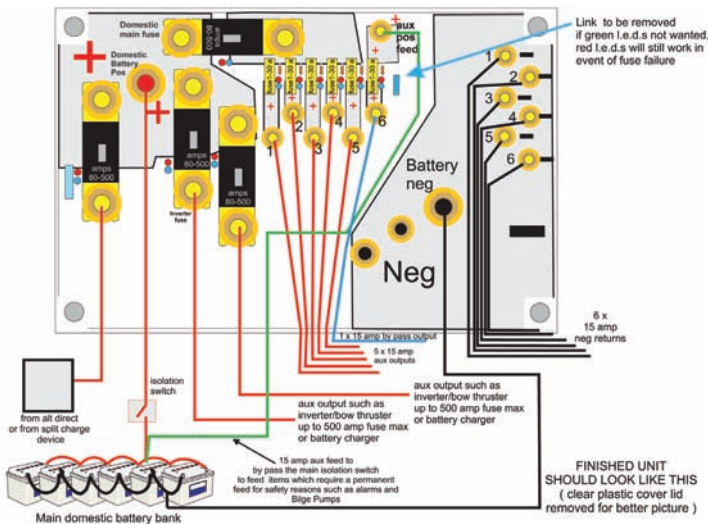 Domestic
main fuse
amps
80-500
aux
pos
feed
Domestic
Battery
Pos
Link to be removed
if green l.e.ds not wanted,
red l.e.d.s will still work in
event of fuse failure
1
2
3
4
5
6
amps
80-500
amps
80-500
amps
80-500
Inverter
fuse
1
2
3
4
5
6
Battery
neg
Neg
1 x 15 amp by pass output
5 x 15 amp
aux outputs
6 x
15 amp
neg returns
isolation
switch
from alt direct
or from split charge
device
aux output such as
inverter/bow thruster
up to 500 amp fuse max
or battery charger
aux output such as
inverter/bow thruster
up to 500 amp fuse max
or battery charger
15 amp aux feed to
by pass the main isolation switch
to feed items which require a permanent
feed for safety reasons such as alarms and
Bilge Pumps
Main domestic battery bank
FINISHED UNIT
SHOULD LOOK LIKE THIS
( clear plastic cover lid
removed for better picture )